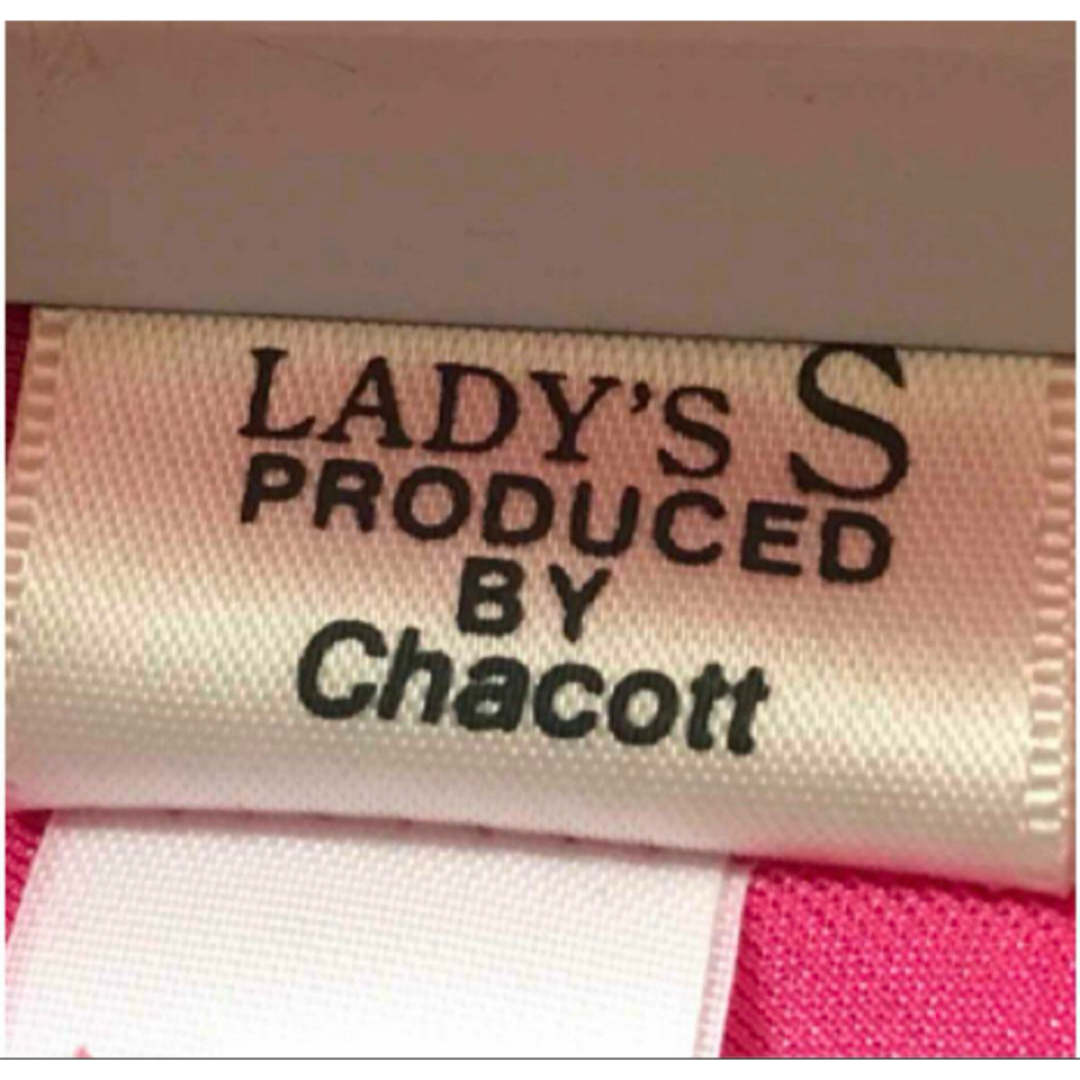 LADY'S S
PRODUCED
BY
Chacott